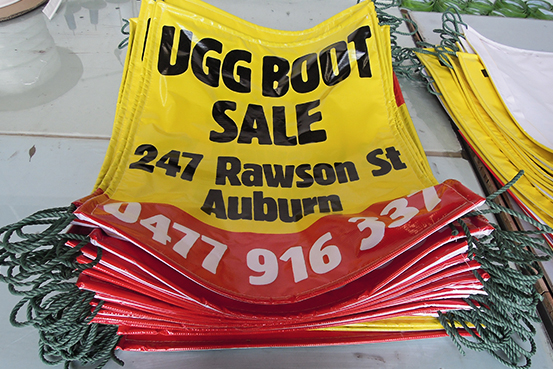 UGG BOOT
SALE
247 Rawson St
Auburn
0477 916 337